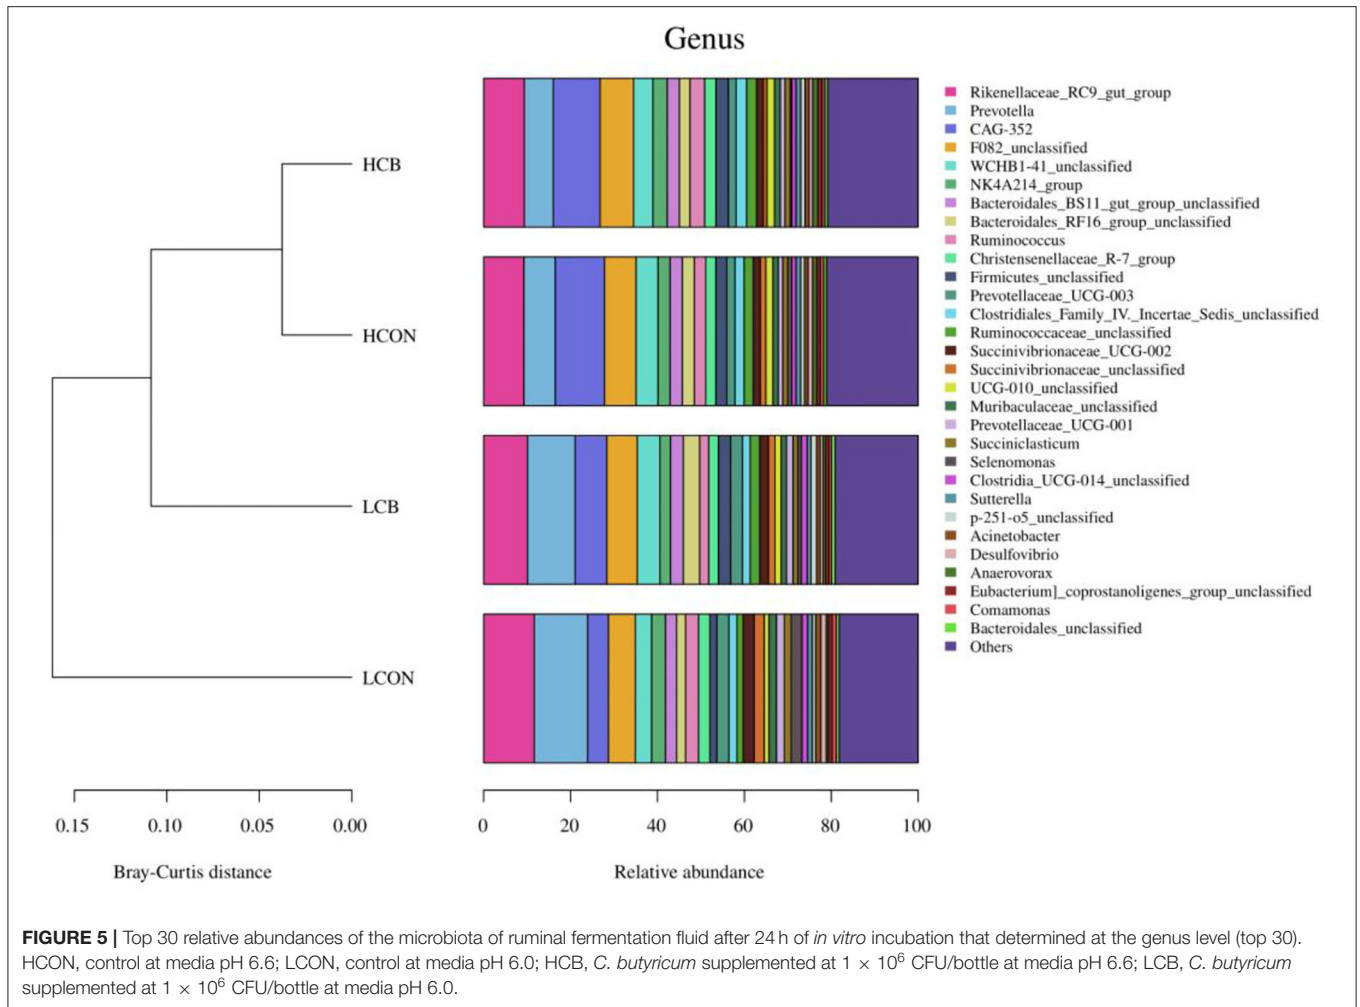 Genus
HCB
HCON
LCB
LCON
0.15 0.10 0.05 0.00
Bray-Curtis distance
0 20 40 60 80 100
Relative abundance
Rikenellaceae_RC9_gut_group
Prevotella
CAG-352
F082_unclassified
WCHB1-41_unclassified
NK4A214_group
Bacteroidales_BS11_gut_group_unclassified
Bacteroidales_RF16_group_unclassified
Ruminococcus
Christensenellaceae_R-7_group
Firmicutes_unclassified
Prevotellaceae_UCG-003
Clostridiales_Family_IV._Incertae_Sedis_unclassified
Ruminococcaceae_unclassified
Succinivibrionaceae_UCG-002
Succinivibrionaceae_unclassified
UCG-010_unclassified
Muribaculaceae_unclassified
Prevotellaceae_UCG-001
Succiniclasticum
Selenomonas
Clostridia_UCG-014_unclassified
Sutterella
p-251-o5_unclassified
Acinetobacter
Desulfovibrio
Anaerovorax
Eubacterium]_coprostanoligenes_group_unclassified
Comamonas
Bacteroidales_unclassified
Others
FIGURE 5 | Top 30 relative abundances of the microbiota of ruminal fermentation fluid after 24 h of in vitro incubation that determined at the genus level (top 30).
HCON, control at media pH 6.6; LCON, control at media pH 6.0; HCB, C. butyricum supplemented at 1 × 10⁶ CFU/bottle at media pH 6.6; LCB, C. butyricum
supplemented at 1 × 10⁶ CFU/bottle at media pH 6.0.